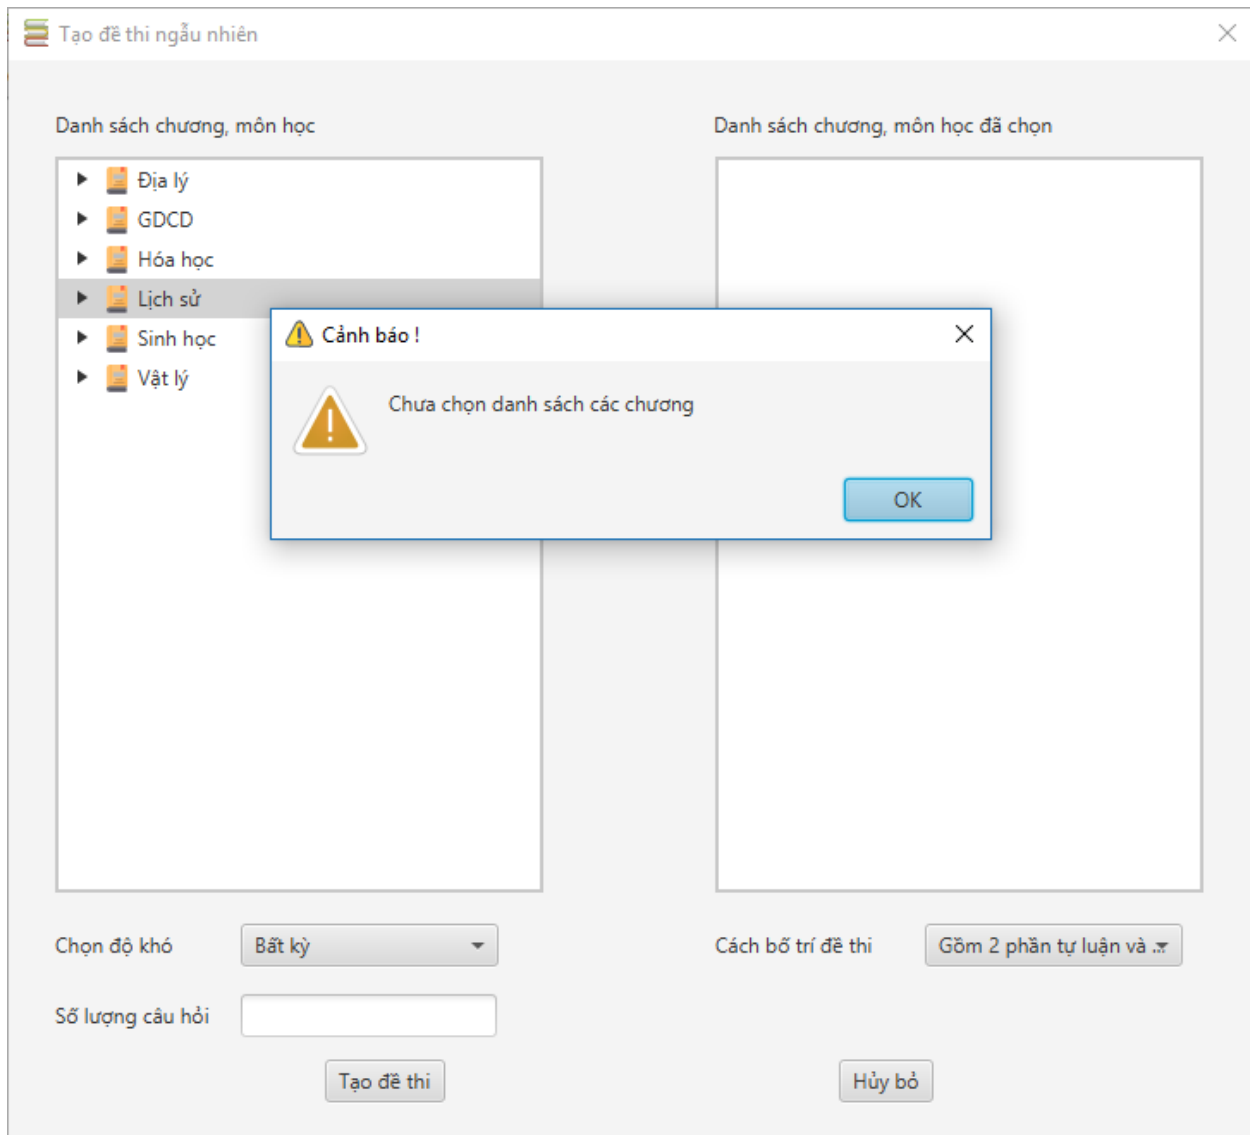 Tạo đề thi ngẫu nhiên
Danh sách chương, môn học
Danh sách chương, môn học đã chọn
Địa lý
GDCD
Hóa học
Lịch sử
Sinh học
Vật lý
Cảnh báo !
Chưa chọn danh sách các chương
OK
Chọn độ khó
Bất kỳ
Cách bố trí đề thi
Gồm 2 phần tự luận và ...
Số lượng câu hỏi
Tạo đề thi
Hủy bỏ